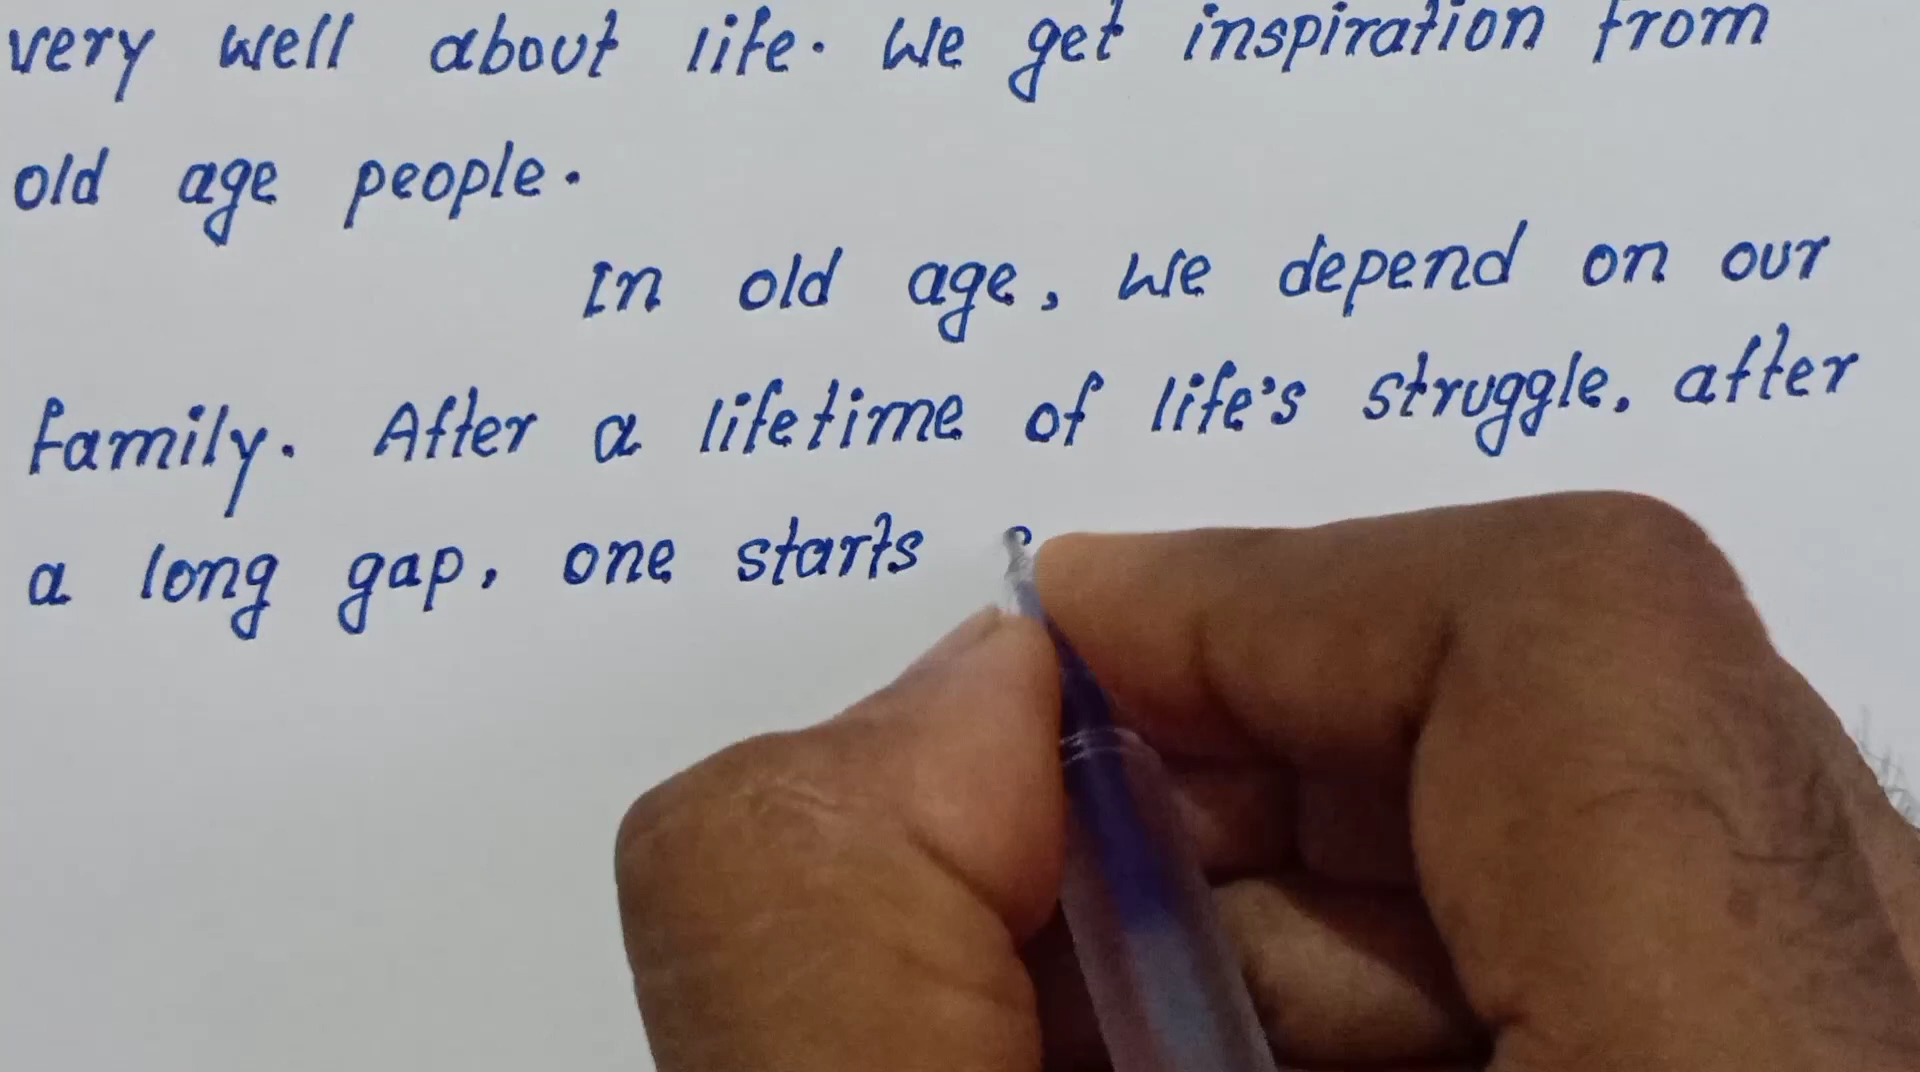 very well about life. We get inspiration from
old age people.
In old age, we depend on our
family. After a lifetime of life's struggle, after
a long gap, one starts